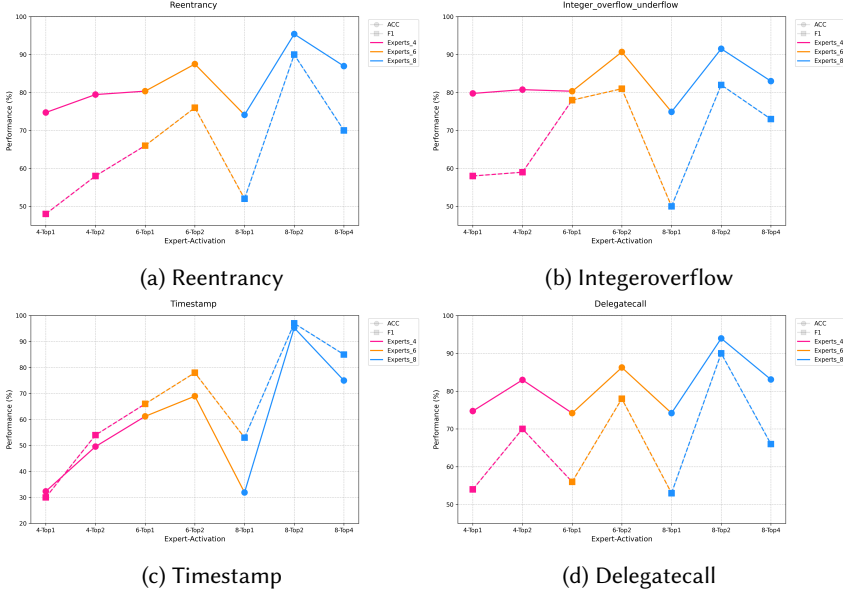 Reentrancy
100
90
80
70
60
50
Performance (%)
4-Top1 4-Top2 6-Top1 6-Top2 8-Top1 8-Top2 8-Top4
Expert-Activation
ACC
F1
Experts_4
Experts_6
Experts_8
(a) Reentrancy
Integer_overflow_underflow
100
90
80
70
60
50
Performance (%)
4-Top1 4-Top2 6-Top1 6-Top2 8-Top1 8-Top2 8-Top4
Expert-Activation
ACC
F1
Experts_4
Experts_6
Experts_8
(b) Integeroverflow
Timestamp
100
90
80
70
60
50
40
30
20
Performance (%)
4-Top1 4-Top2 6-Top1 6-Top2 8-Top1 8-Top2 8-Top4
Expert-Activation
ACC
F1
Experts_4
Experts_6
Experts_8
(c) Timestamp
Delegatecall
100
90
80
70
60
50
Performance (%)
4-Top1 4-Top2 6-Top1 6-Top2 8-Top1 8-Top2 8-Top4
Expert-Activation
ACC
F1
Experts_4
Experts_6
Experts_8
(d) Delegatecall